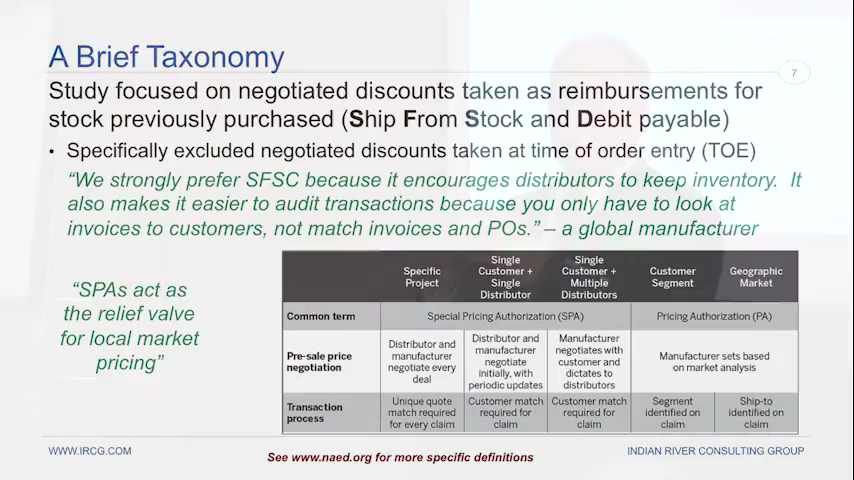 A Brief Taxonomy
7
Study focused on negotiated discounts taken as reimbursements for
stock previously purchased (Ship From Stock and Debit payable)
• Specifically excluded negotiated discounts taken at time of order entry (TOE)
“We strongly prefer SFSC because it encourages distributors to keep inventory. It
also makes it easier to audit transactions because you only have to look at
invoices to customers, not match invoices and POs.” – a global manufacturer
“SPAs act as
the relief valve
for local market
pricing”
Specific
Project
Single
Customer +
Single
Distributor
Single
Customer +
Multiple
Distributors
Customer
Segment
Geographic
Market
Common term
Special Pricing Authorization (SPA)
Pricing Authorization (PA)
Pre-sale price
negotiation
Distributor and
manufacturer
negotiate every
deal
Distributor and
manufacturer
negotiate
initially, with
periodic updates
Manufacturer
negotiates with
customer and
dictates to
distributors
Manufacturer sets based
on market analysis
Transaction
process
Unique quote
match required
for every claim
Customer match
required for
claim
Customer match
required for
claim
Segment
identified on
claim
Ship-to
identified on
claim
WWW.IRCG.COM
See www.naed.org for more specific definitions
INDIAN RIVER CONSULTING GROUP